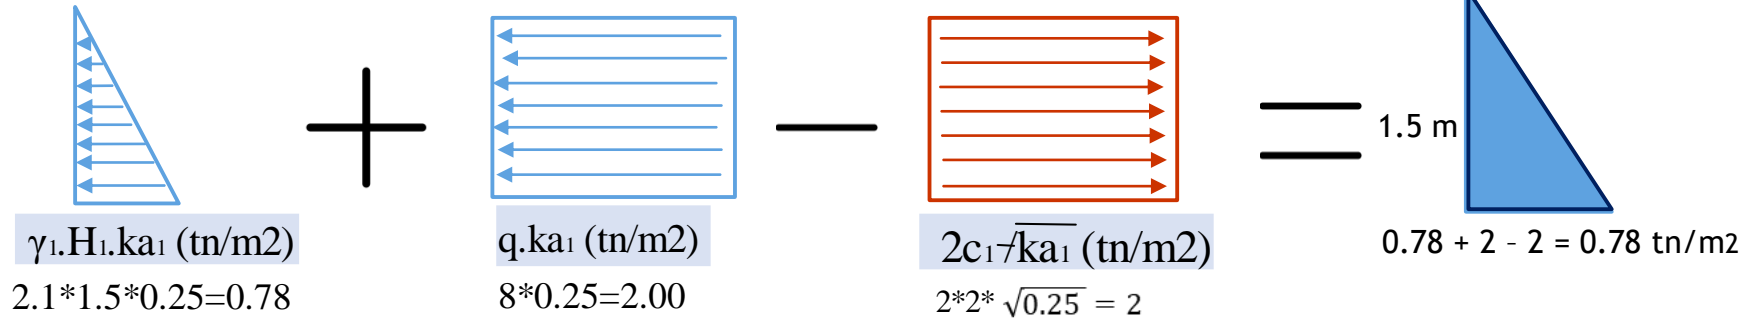 1.5 m
γ₁.H₁.ka₁ (tn/m2)
q.ka₁ (tn/m2)
2c₁√ka₁ (tn/m2)
0.78 + 2 - 2 = 0.78 tn/m2
2.1*1.5*0.25=0.78
8*0.25=2.00
2*2* √0.25 = 2